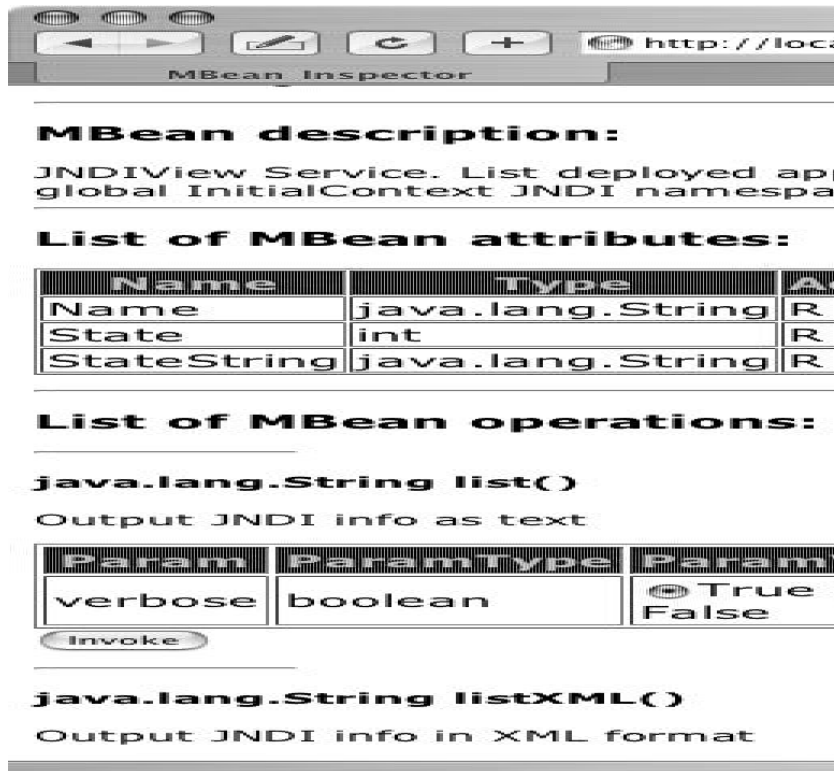 http://loca
MBean Inspector
MBean description:
JNDIView Service. List deployed app
global InitialContext JNDI namespa
List of MBean attributes:
Name Type Ac
Name java.lang.String R
State int R
StateString java.lang.String R
List of MBean operations:
java.lang.String list()
Output JNDI info as text
Param ParamType Param
verbose boolean True
False
Invoke
java.lang.String listXML()
Output JNDI info in XML format